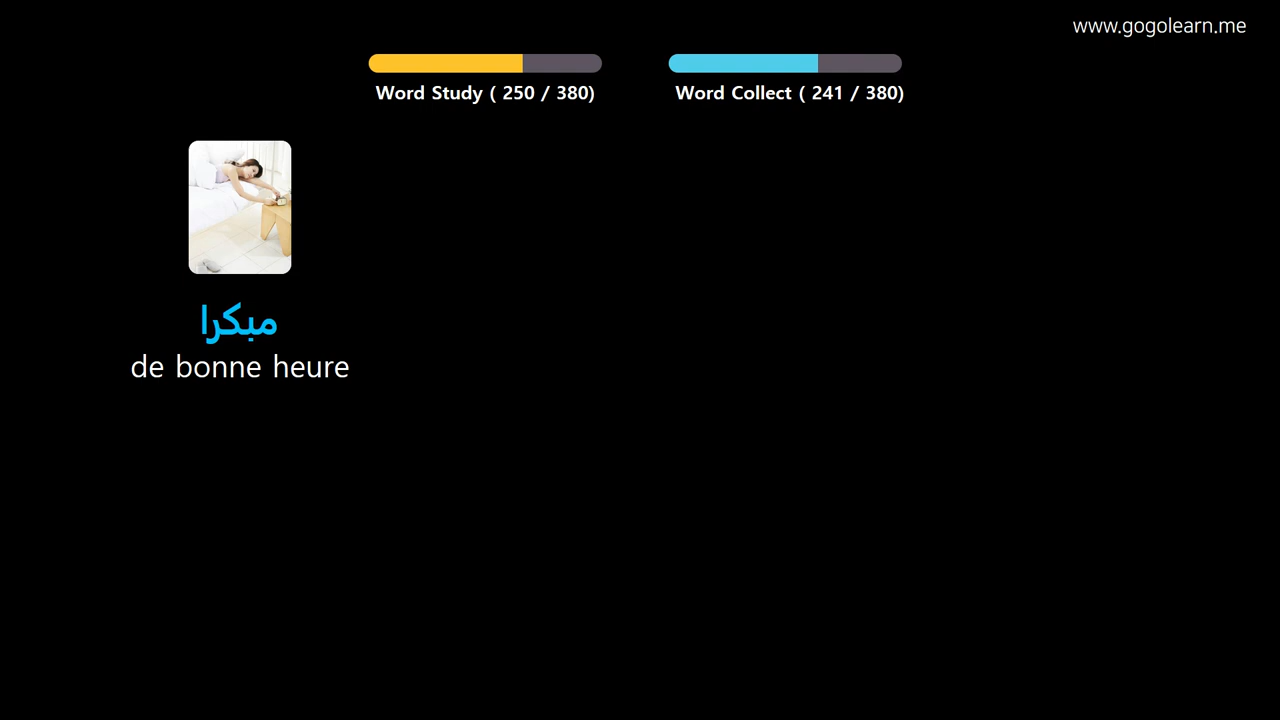 www.gogolearn.me
Word Study ( 250 / 380)
Word Collect ( 241 / 380)
مبكرا
de bonne heure